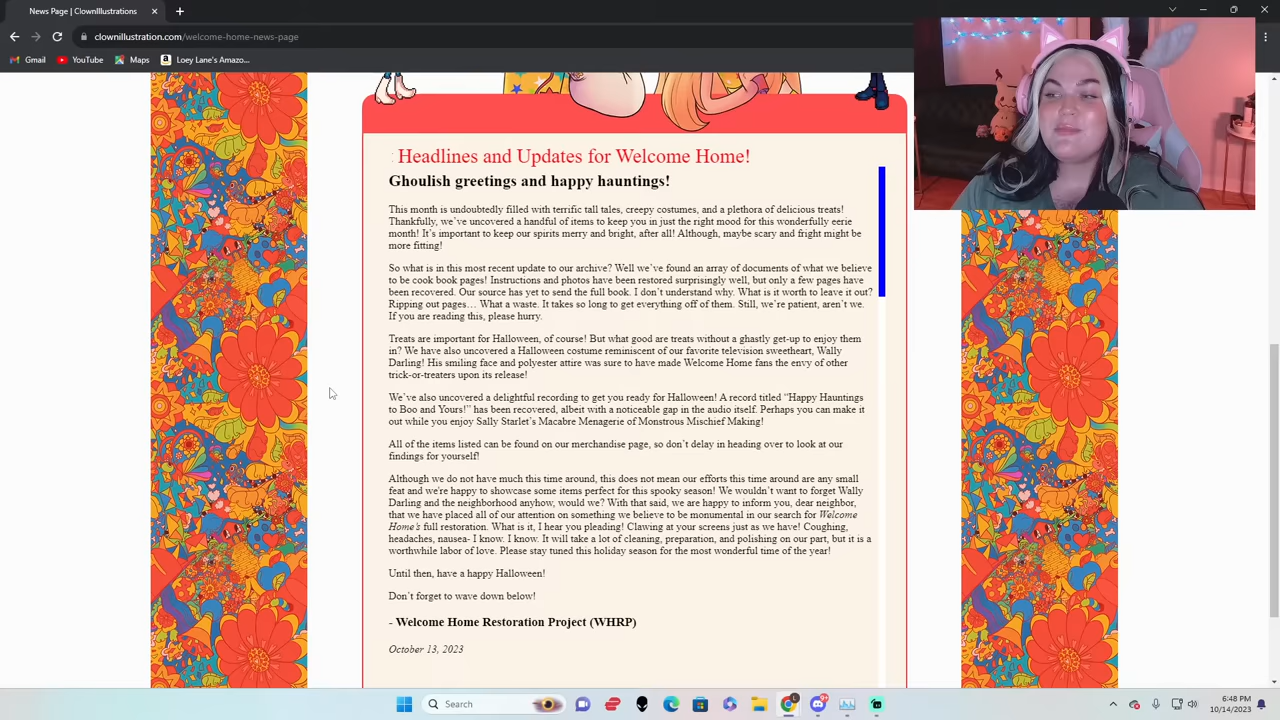 News Page | Clownillustration
clownillustration.com/welcome-home-news-page
Gmail YouTube Maps Loey Lane's Amazo...
Headlines and Updates for Welcome Home!
Ghoulish greetings and happy hauntings!
This month is undoubtedly filled with terrific tall tales, creepy costumes, and a plethora of delicious treats!
Thankfully, we've uncovered a handful of items to keep you in just the right mood for this wonderfully eerie
month! It's important to keep our spirits merry and bright, after all! Although, maybe scary and fright might be
more fitting!
So what is in this most recent update to our archive? Well we've found an array of documents of what we believe
to be cook book pages! Instructions and photos have been restored surprisingly well, but only a few pages have
been recovered. Our source has yet to send the full book. I don't understand why. What is it worth to leave it out?
Ripping out pages… What a waste. It takes so long to get everything off of them. Still, we're patient, aren't we.
If you are reading this, please hurry.
Treats are important for Halloween, of course! But what good are treats without a ghastly get-up to enjoy them
in? We have also uncovered a Halloween costume reminiscent of our favorite television sweetheart, Wally
Darling! His smiling face and polyester attire was sure to have made Welcome Home fans the envy of other
trick-or-treaters upon its release!
We've also uncovered a delightful recording to get you ready for Halloween! A record titled "Happy Hauntings
to Boo and Yours!" has been recovered, albeit with a noticeable gap in the audio itself. Perhaps you can make it
out while you enjoy Sally Starlet's Macabre Menagerie of Monstrous Mischief Making!
All of the items listed can be found on our merchandise page, so don't delay in heading over to look at our
findings for yourself!
Although we do not have much this time around, this does not mean our efforts this time around are any small
feat and we're happy to showcase some items perfect for this spooky season! We wouldn't want to forget Wally
Darling and the neighborhood anyhow, would we? With that said, we are happy to inform you, dear neighbor,
that we have placed all of our attention on something we believe to be monumental in our search for Welcome
Home's full restoration. What is it, I hear you pleading! Clawing at your screens just as we have! Coughing,
headaches, nausea- I know. I know. It will take a lot of cleaning, preparation, and polishing on our part, but it is a
worthwhile labor of love. Please stay tuned this holiday season for the most wonderful time of the year!
Until then, have a happy Halloween!
Don't forget to wave down below!
- Welcome Home Restoration Project (WHRP)
October 13, 2023
Search
6:48 PM
10/14/2023